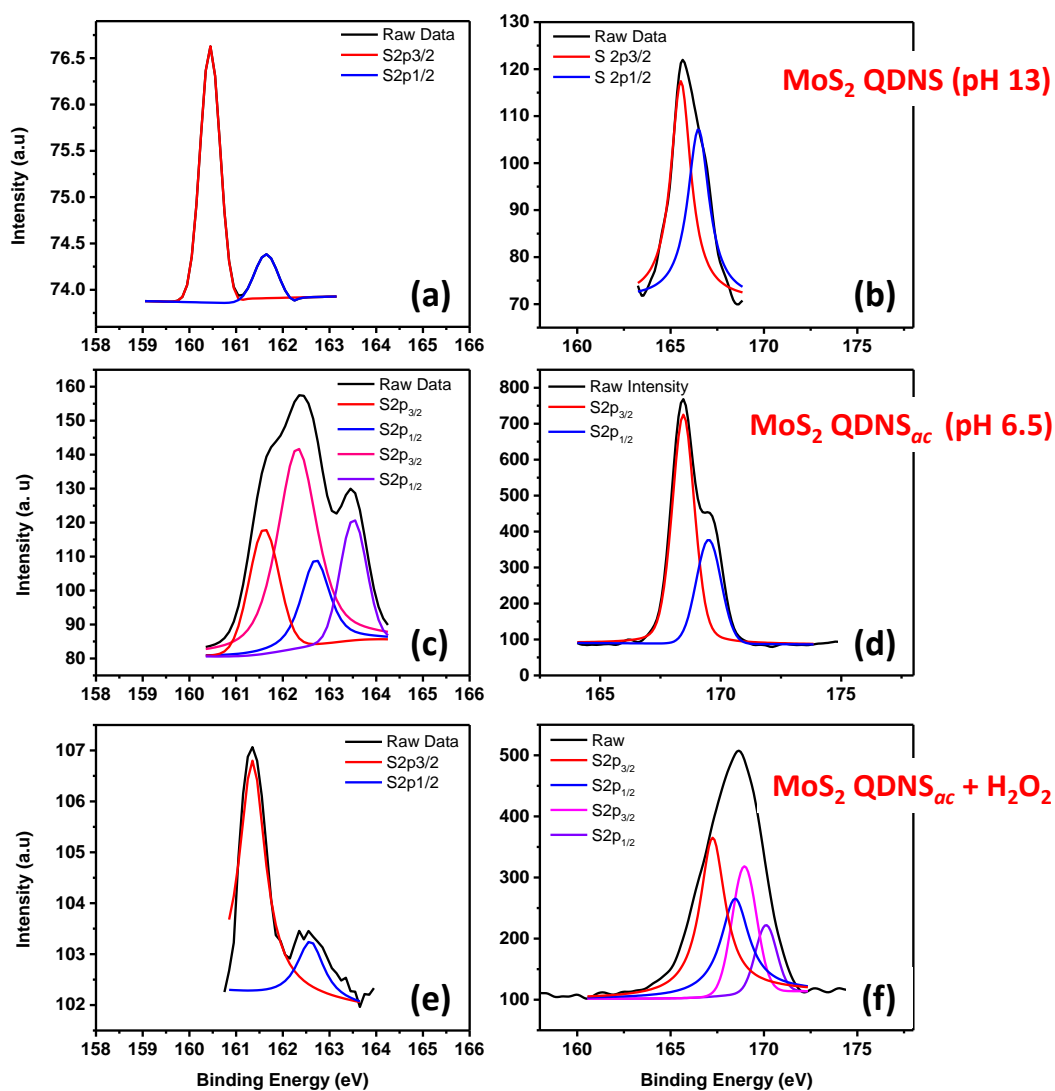 Raw Data
S2p3/2
S2p1/2
76.5
76.0
75.5
75.0
74.5
74.0
Intensity (a.u)
(a)
158 159 160 161 162 163 164 165 166
Raw Data
S 2p3/2
S 2p1/2
130
120
110
100
90
80
70
(b)
160 165 170 175
MoS2 QDNS (pH 13)
Raw Data
S2p3/2
S2p1/2
S2p3/2
S2p1/2
160
150
140
130
120
110
100
90
80
Intensity (a. u)
(c)
158 159 160 161 162 163 164 165 166
Raw Intensity
S2p3/2
S2p1/2
800
700
600
500
400
300
200
100
0
(d)
165 170 175
MoS2 QDNSac (pH 6.5)
Raw Data
S2p3/2
S2p1/2
107
106
105
104
103
102
Intensity (a.u)
(e)
158 159 160 161 162 163 164 165 166
Binding Energy (eV)
Raw
S2p3/2
S2p1/2
S2p3/2
S2p1/2
500
400
300
200
100
(f)
160 165 170 175
Binding Energy (eV)
MoS2 QDNSac + H2O2